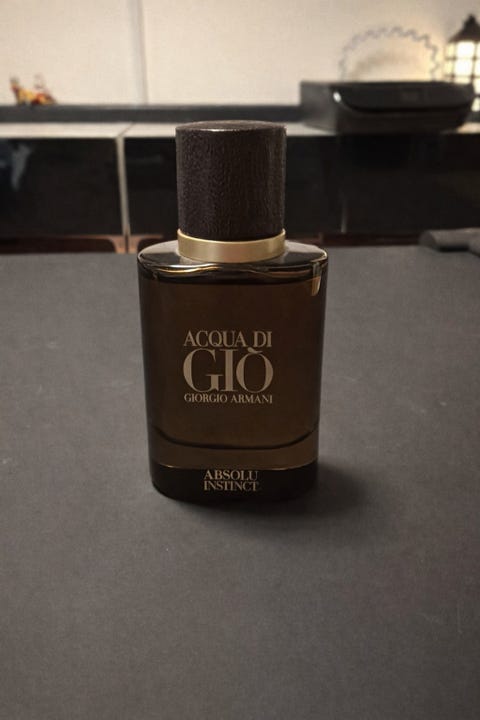 ACQUA DI
GIÒ
GIORGIO ARMANI
ABSOLU
INSTINCT